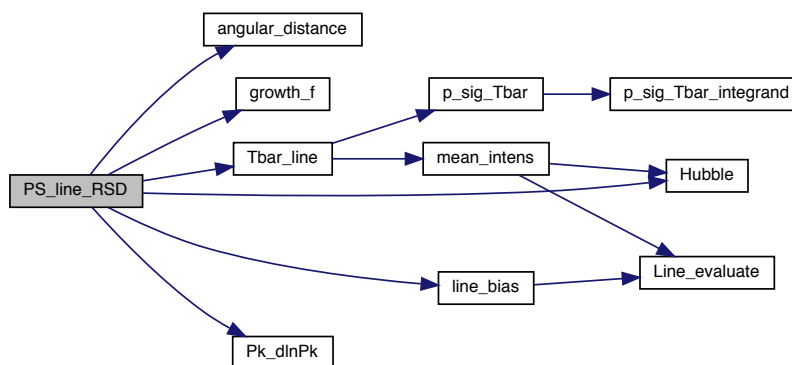 angular_distance
growth_f
p_sig_Tbar
p_sig_Tbar_integrand
Tbar_line
mean_intens
Hubble
PS_line_RSD
Line_evaluate
line_bias
Pk_dlnPk